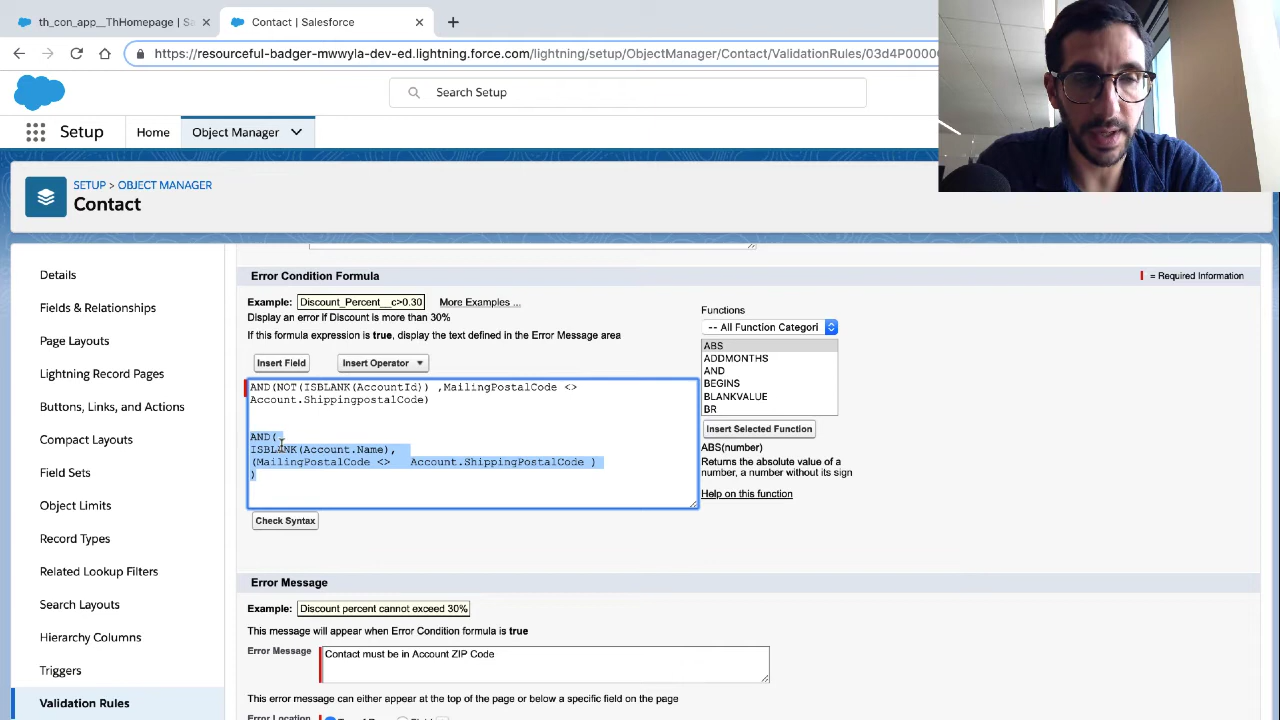 th_con_app__ThHomepage | Sa
Contact | Salesforce
https://resourceful-badger-mwwyla-dev-ed.lightning.force.com/lightning/setup/ObjectManager/Contact/ValidationRules/03d4P0000
Search Setup
Setup
Home
Object Manager
SETUP > OBJECT MANAGER
Contact
Details
Fields & Relationships
Page Layouts
Lightning Record Pages
Buttons, Links, and Actions
Compact Layouts
Field Sets
Object Limits
Record Types
Related Lookup Filters
Search Layouts
Hierarchy Columns
Triggers
Validation Rules
Error Condition Formula
= Required Information
Example: Discount_Percent__c>0.30 More Examples ...
Display an error if Discount is more than 30%
If this formula expression is true, display the text defined in the Error Message area
Insert Field Insert Operator
AND(NOT(ISBLANK(AccountId)) ,MailingPostalCode <>
Account.ShippingpostalCode)
AND(
ISBLANK(Account.Name),
(MailingPostalCode <> Account.ShippingPostalCode )
)
Check Syntax
Functions
-- All Function Categori
ABS
ADDMONTHS
AND
BEGINS
BLANKVALUE
BR
Insert Selected Function
ABS(number)
Returns the absolute value of a
number, a number without its sign
Help on this function
Error Message
Example: Discount percent cannot exceed 30%
This message will appear when Error Condition formula is true
Error Message
Contact must be in Account ZIP Code
This error message can either appear at the top of the page or below a specific field on the page
Error Location